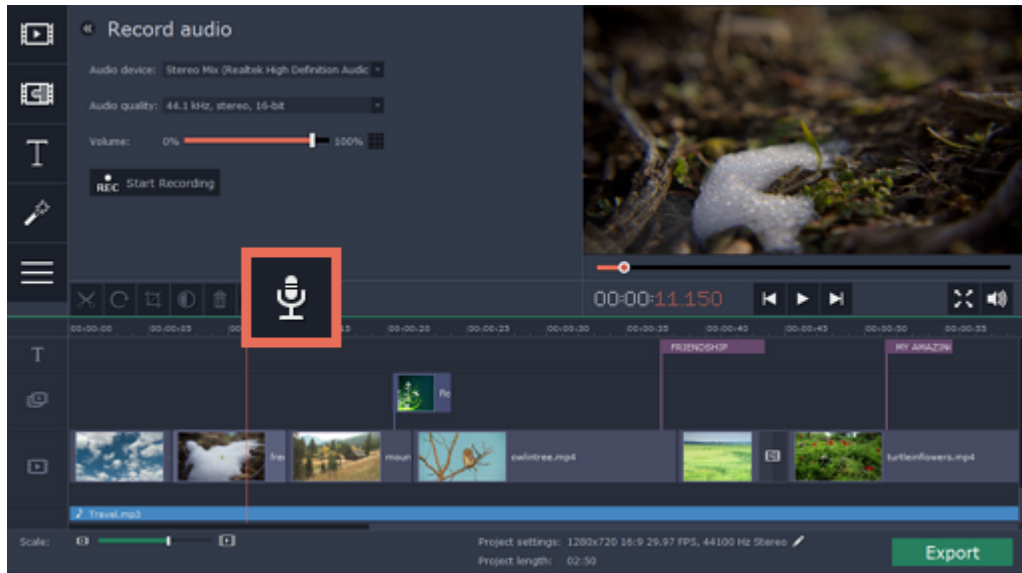 Record audio
Audio device: Stereo Mix (Realtek High Definition Audic
Audio quality: 44.1 kHz, stereo, 16-bit
Volume: 0% 100%
REC Start Recording
T
00:00:11.150
00:00:00 00:00:05 15 00:00:20 00:00:25 00:00:30 00:00:35 00:00:40 00:00:45 00:00:50 00:00:55
T FRIENDSHIP MY AMAZIN
flo
fre moun owlintree.mp4 turtleinflowers.mp4
Travel.mp3
Scale: Project settings: 1280x720 16:9 29.97 FPS, 44100 Hz Stereo
Project length: 02:50
Export